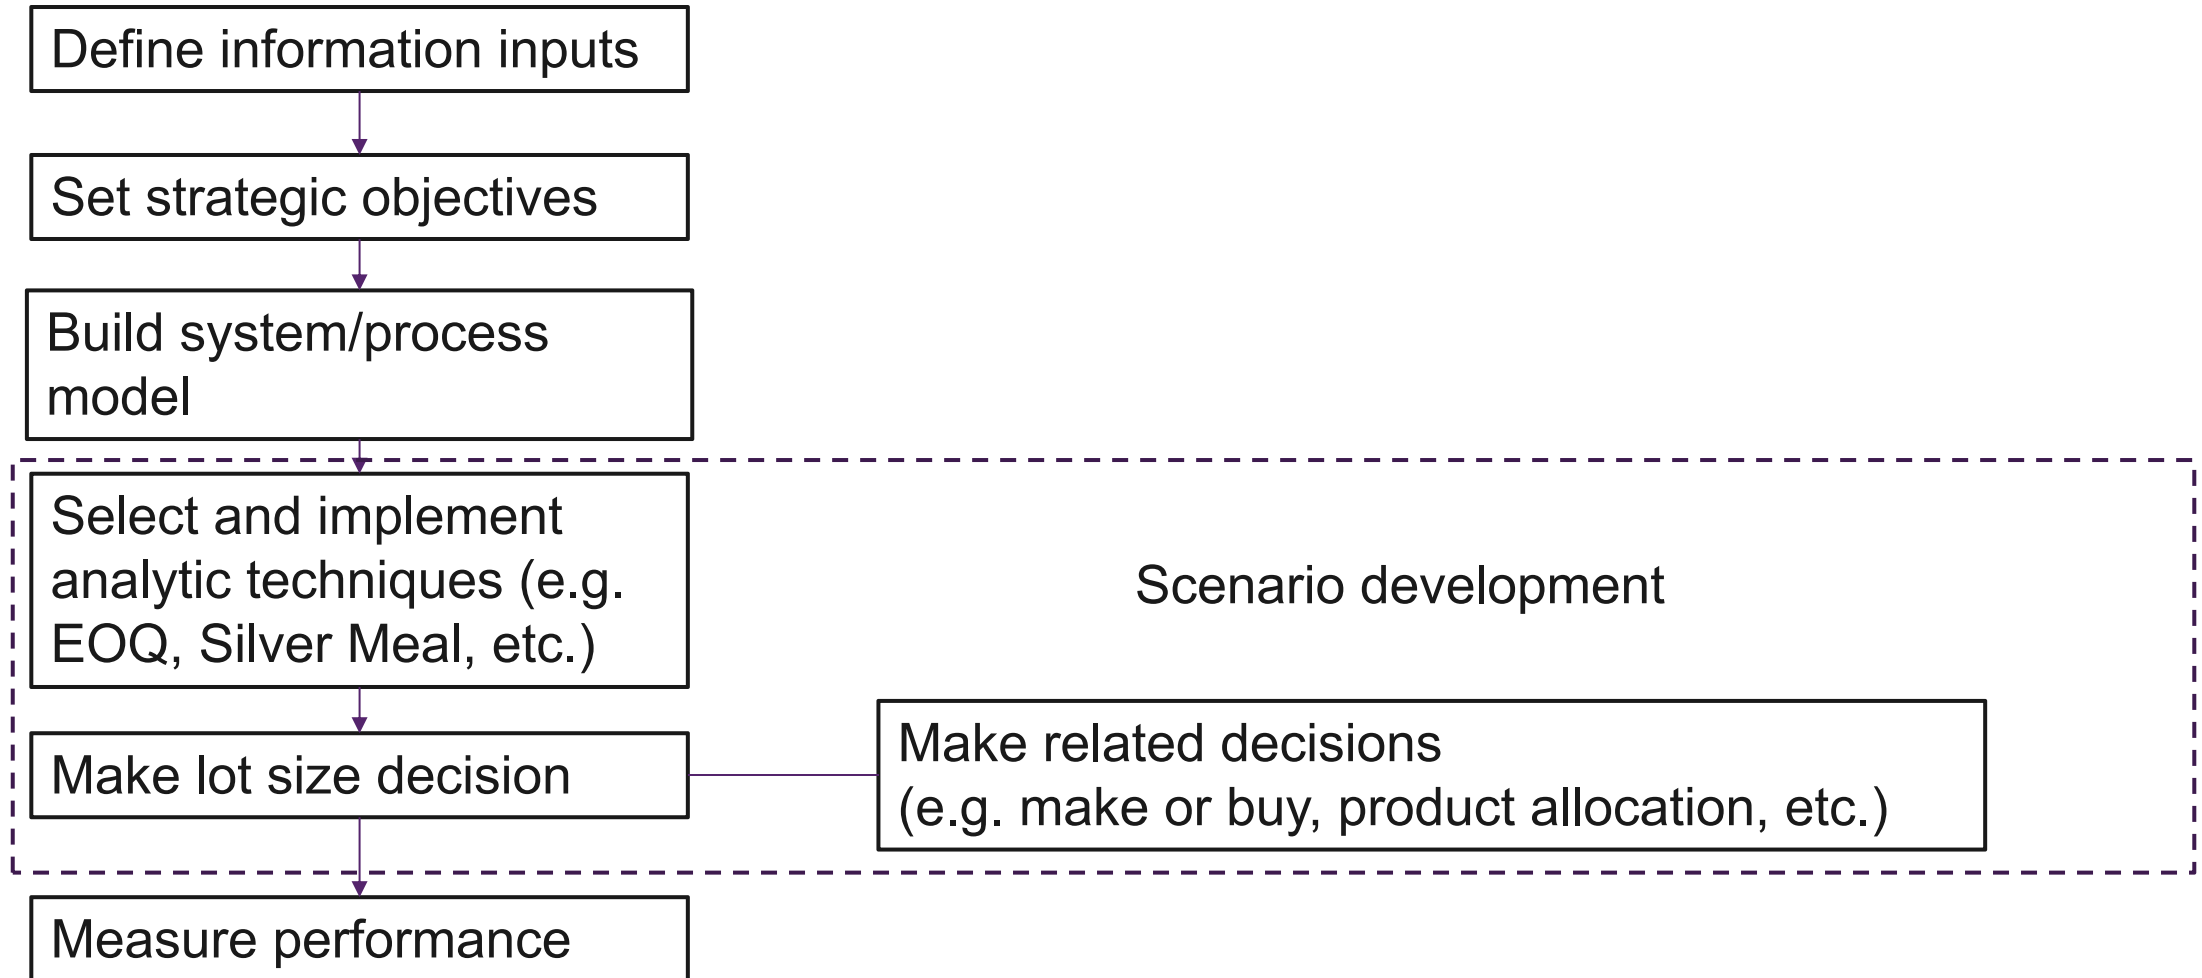 Define information inputs
Set strategic objectives
Build system/process
model
Select and implement
analytic techniques (e.g.
EOQ, Silver Meal, etc.)
Scenario development
Make lot size decision
Make related decisions
(e.g. make or buy, product allocation, etc.)
Measure performance